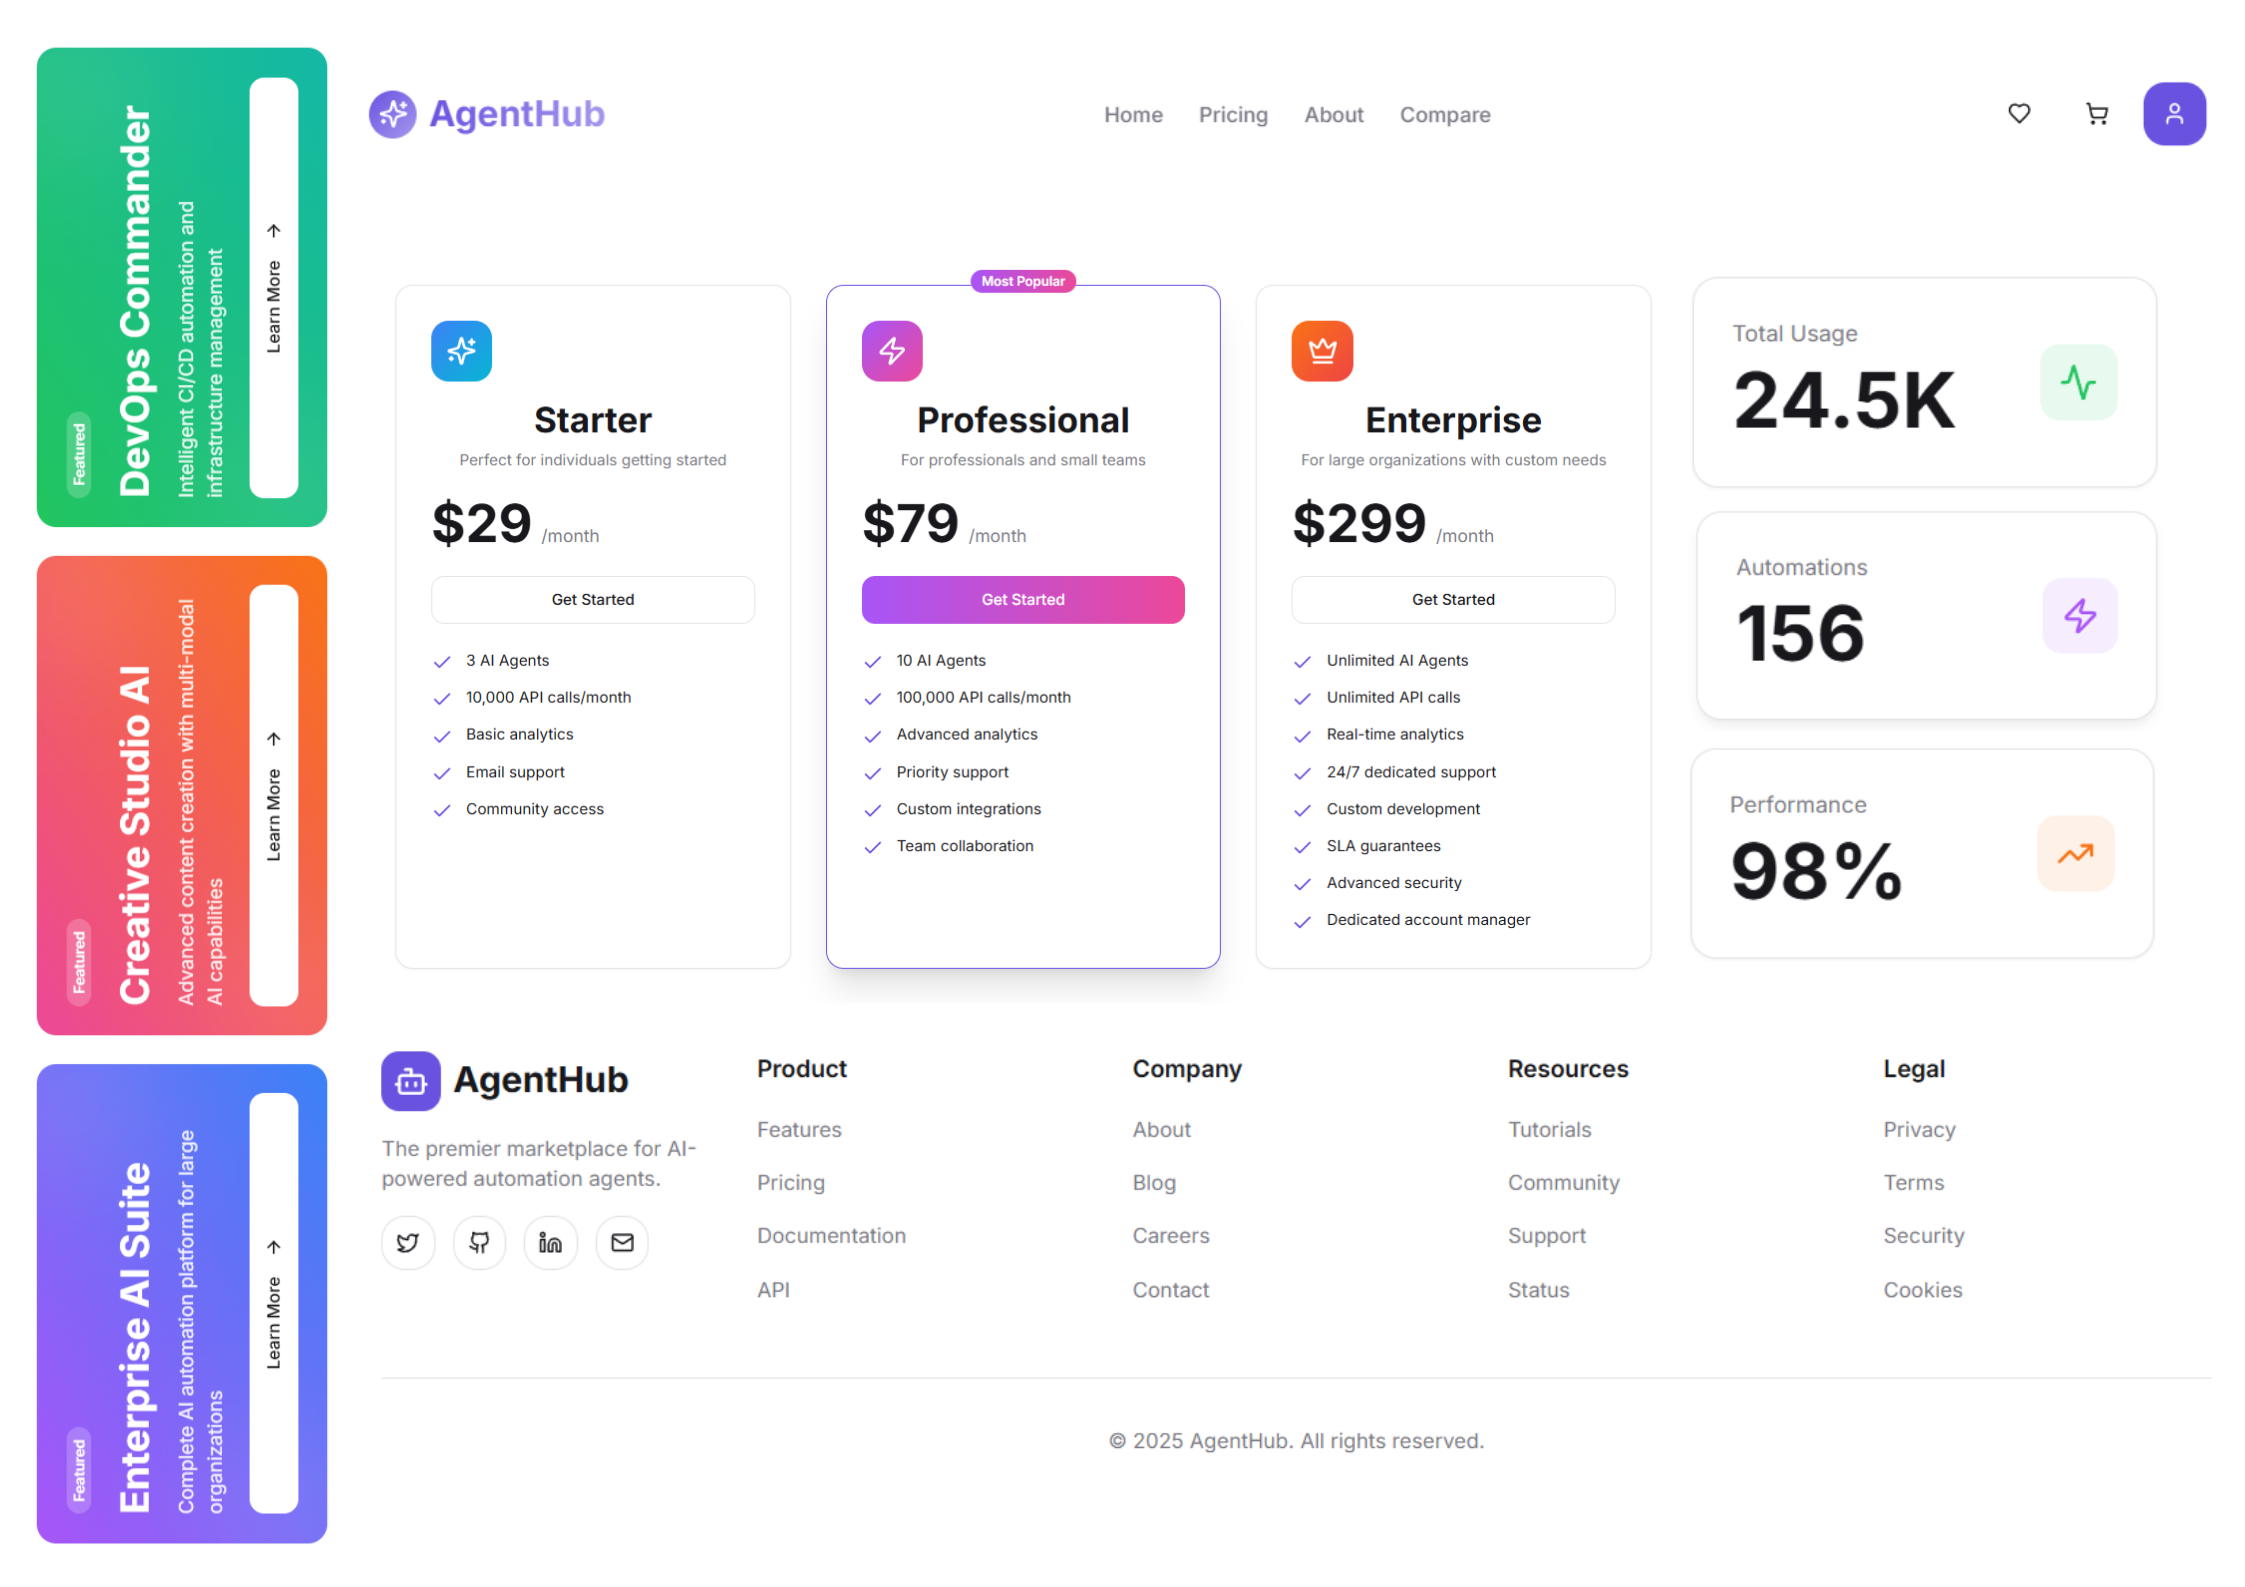 Featured
DevOps Commander
Intelligent CI/CD automation and
infrastructure management
Learn More
Featured
Creative Studio AI
Advanced content creation with multi-modal
AI capabilities
Learn More
Featured
Enterprise AI Suite
Complete AI automation platform for large
organizations
Learn More
AgentHub
Home Pricing About Compare
Starter
Perfect for individuals getting started
$29 /month
Get Started
3 AI Agents
10,000 API calls/month
Basic analytics
Email support
Community access
Most Popular
Professional
For professionals and small teams
$79 /month
Get Started
10 AI Agents
100,000 API calls/month
Advanced analytics
Priority support
Custom integrations
Team collaboration
Enterprise
For large organizations with custom needs
$299 /month
Get Started
Unlimited AI Agents
Unlimited API calls
Real-time analytics
24/7 dedicated support
Custom development
SLA guarantees
Advanced security
Dedicated account manager
Total Usage
24.5K
Automations
156
Performance
98%
AgentHub
The premier marketplace for AI-
powered automation agents.
Product
Features
Pricing
Documentation
API
Company
About
Blog
Careers
Contact
Resources
Tutorials
Community
Support
Status
Legal
Privacy
Terms
Security
Cookies
© 2025 AgentHub. All rights reserved.